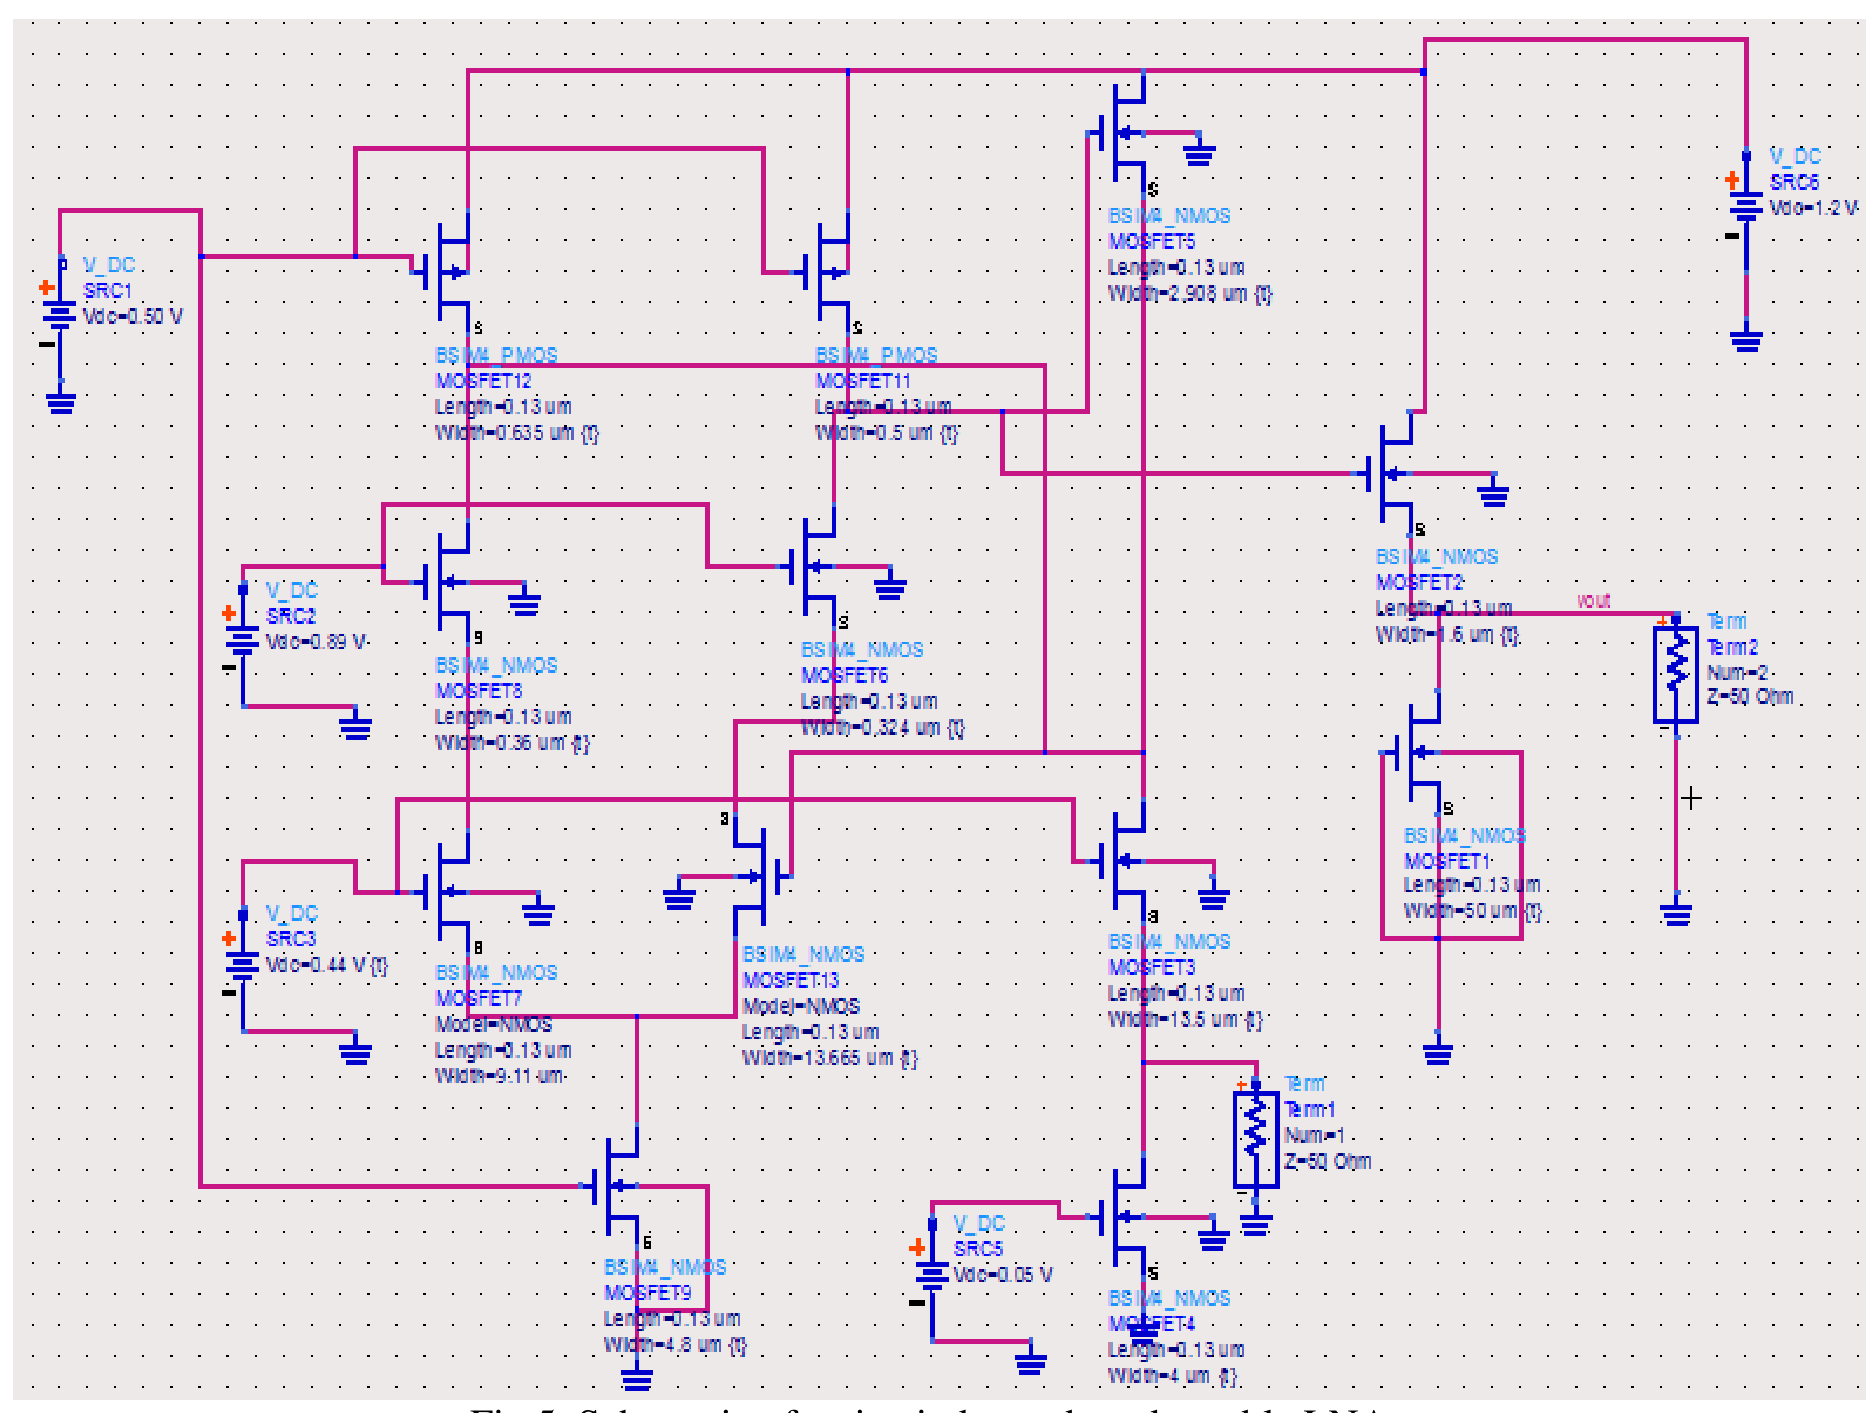 V_DC
SRC1
Vdc=0.50 V
BSIM4_PMOS
MOSFET12
Length=0.13 um
Width=0.635 um {t}
BSIM4_PMOS
MOSFET11
Length=0.13 um
Width=0.5 um {t}
S
BSIM4_NMOS
MOSFET5
Length=0.13 um
Width=2.908 um {t}
V_DC
SRC6
Vdc=1.2 V
V_DC
SRC2
Vdc=0.89 V
BSIM4_NMOS
MOSFET8
Length=0.13 um
Width=0.36 um {t}
BSIM4_NMOS
MOSFET6
Length=0.13 um
Width=0.324 um {t}
BSIM4_NMOS
MOSFET2
Length=0.13 um
Width=1.6 um {t}
vout
Term
Term2
Num=2
Z=50 Ohm
BSIM4_NMOS
MOSFET1
Length=0.13 um
Width=50 um {t}
V_DC
SRC3
Vdc=0.44 V {t}
BSIM4_NMOS
MOSFET7
Model=NMOS
Length=0.13 um
Width=9.11 um
BSIM4_NMOS
MOSFET13
Model=NMOS
Length=0.13 um
Width=13.665 um {t}
BSIM4_NMOS
MOSFET3
Length=0.13 um
Width=13.5 um {t}
Term
Term1
Num=1
Z=50 Ohm
BSIM4_NMOS
MOSFET9
Length=0.13 um
Width=4.8 um {t}
V_DC
SRC5
Vdc=0.05 V
BSIM4_NMOS
MOSFET4
Length=0.13 um
Width=4 um {t}